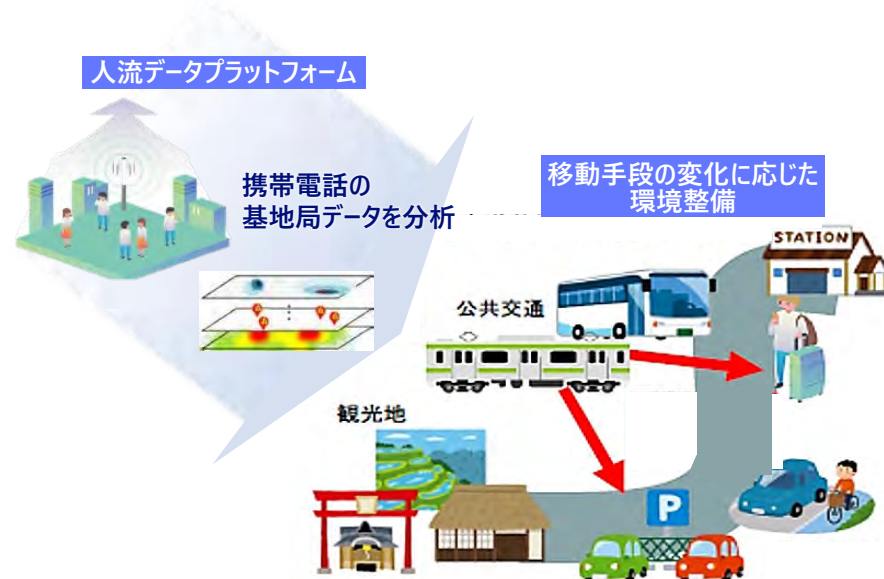 人流データプラットフォーム
携帯電話の
基地局データを分析
移動手段の変化に応じた
環境整備
STATION
公共交通
観光地
P